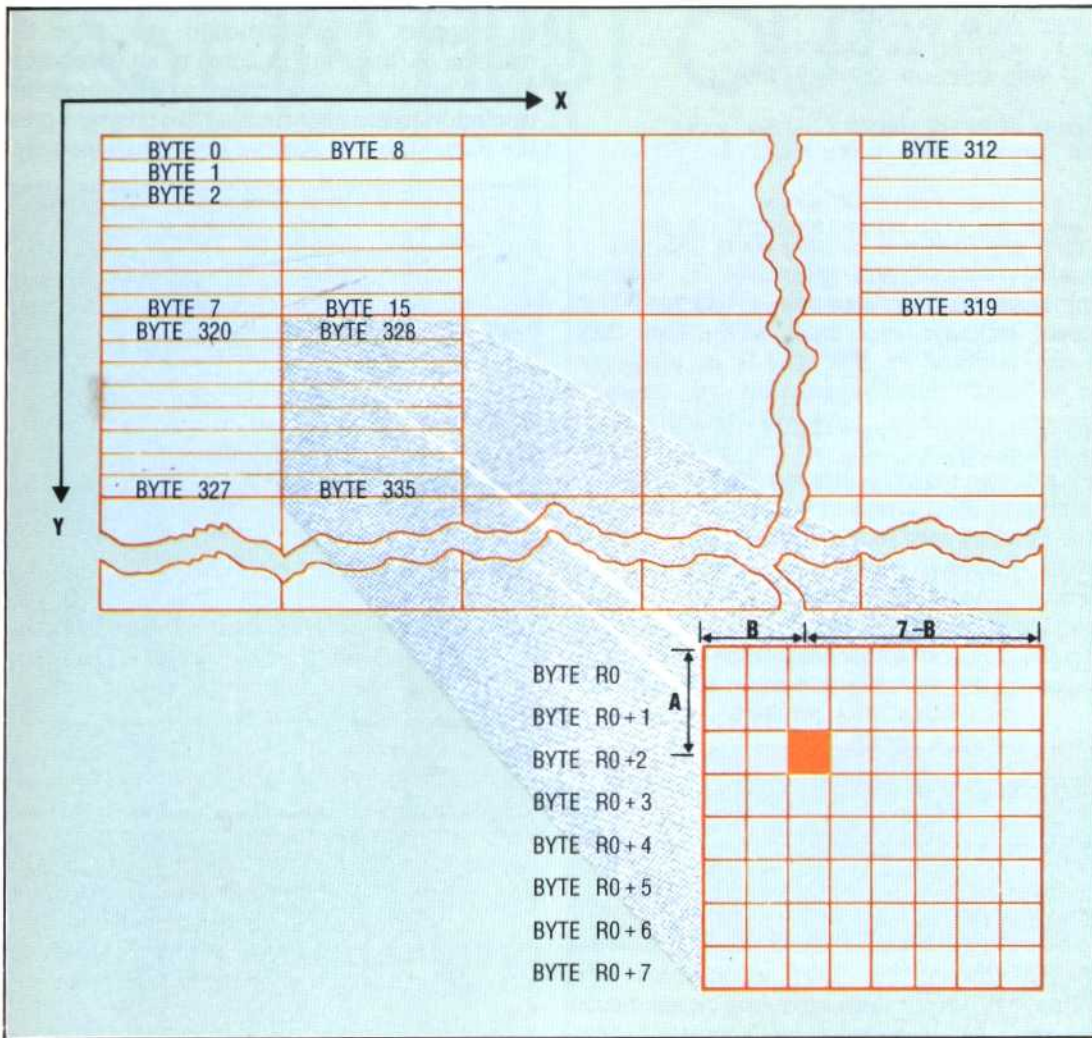 X
BYTE 0 BYTE 8 BYTE 312
BYTE 1
BYTE 2
BYTE 7 BYTE 15 BYTE 319
BYTE 320 BYTE 328
BYTE 327 BYTE 335
Y
B 7-B
BYTE R0
A
BYTE R0+1
BYTE R0+2
BYTE R0+3
BYTE R0+4
BYTE R0+5
BYTE R0+6
BYTE R0+7